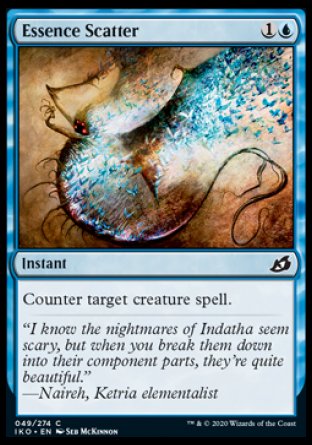 Essence Scatter 1
Instant
Counter target creature spell.
“I know the nightmares of Indatha seem
scary, but when you break them down
into their component parts, they’re quite
beautiful.”
—Naireh, Ketria elementalist
049/274 C
IKO • EN Seb McKinnon
™ & © 2020 Wizards of the Coast